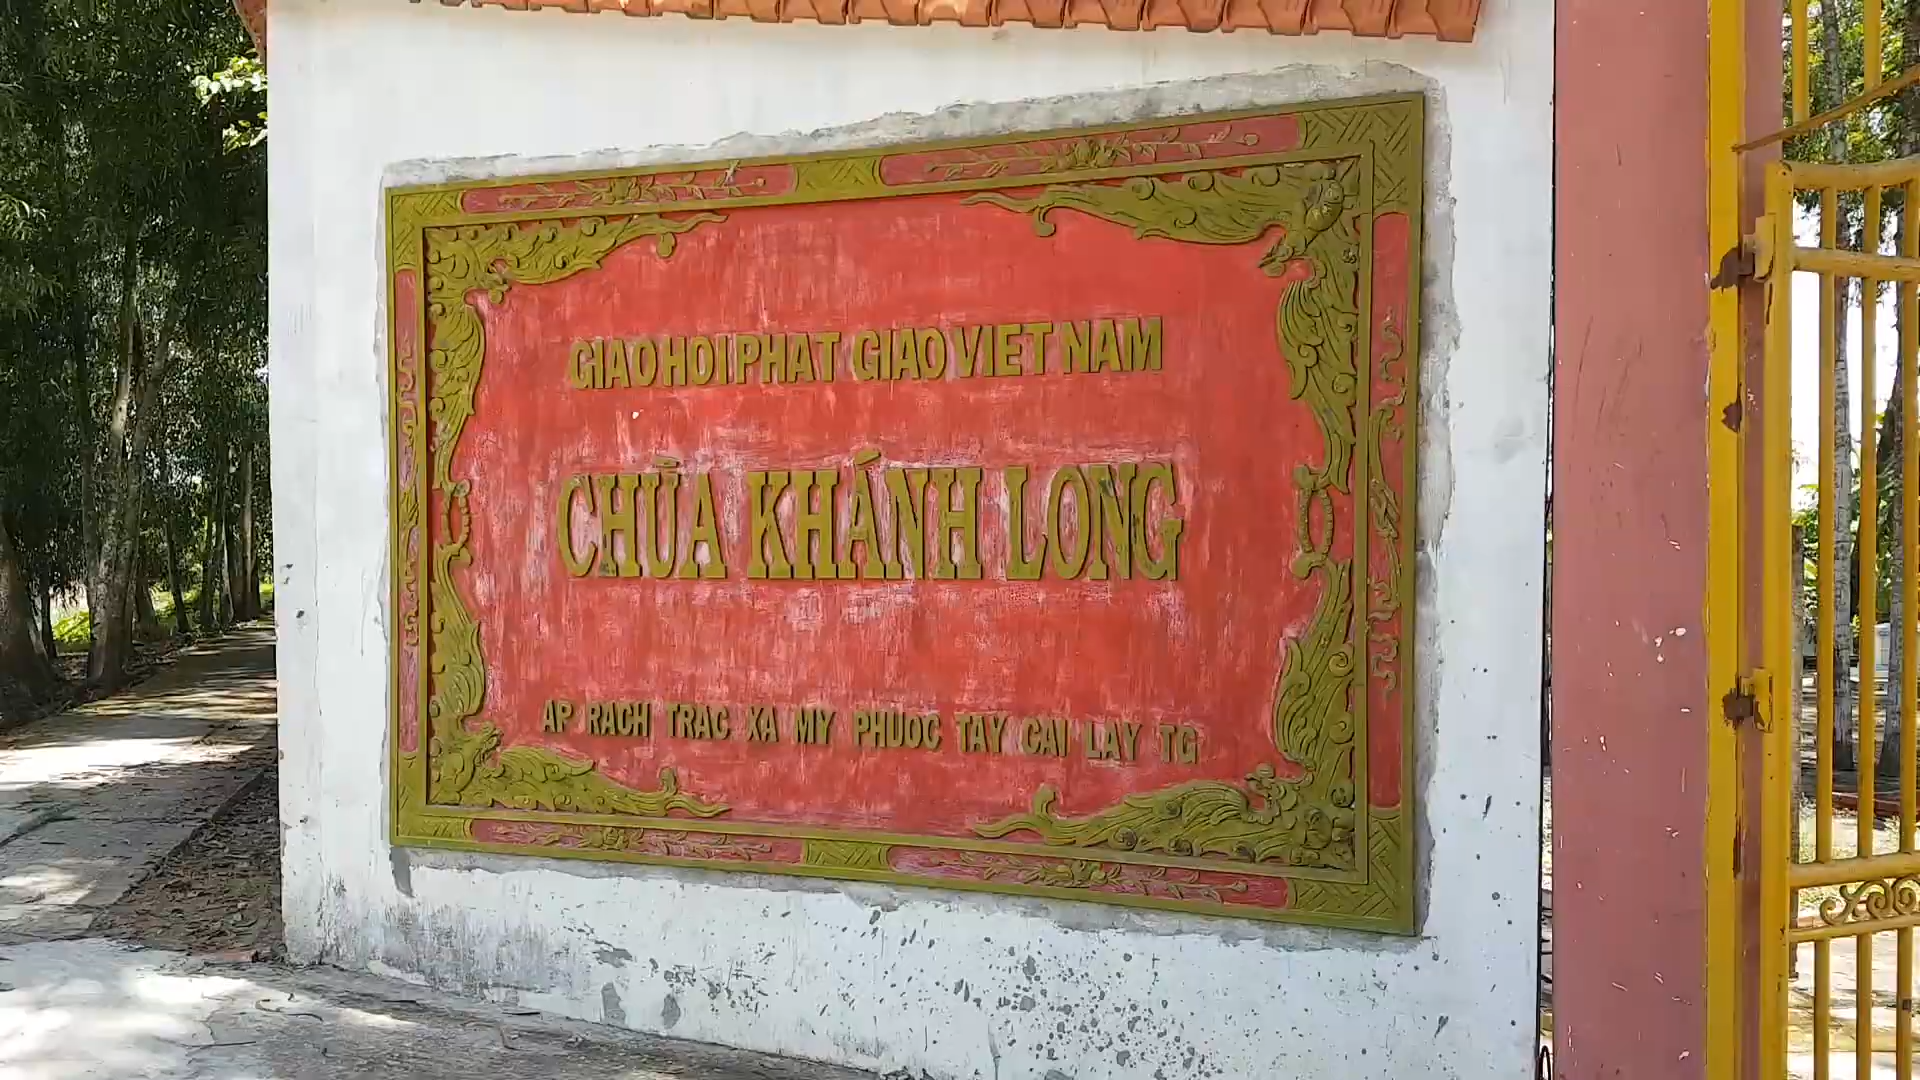 GIAO HOI PHAT GIAO VIET NAM
CHÙA KHÁNH LONG
AP RACH TRAC XA MY PHUOC TAY CAI LAY TG